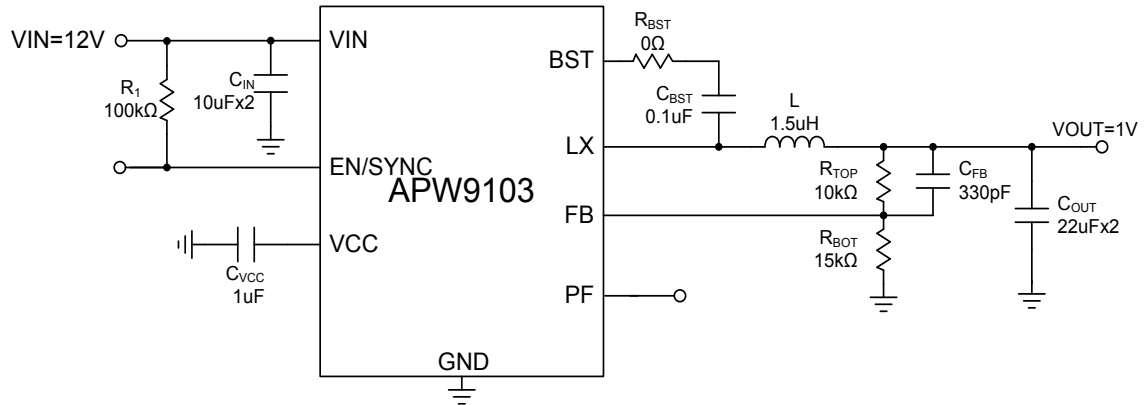 VIN=12V
R1
100kΩ
CIN
10uFx2
VIN
EN/SYNC
APW9103
VCC
CVCC
1uF
GND
BST
LX
FB
PF
RBST
0Ω
CBST
0.1uF
L
1.5uH
VOUT=1V
RTOP
10kΩ
CFB
330pF
COUT
22uFx2
RBOT
15kΩ